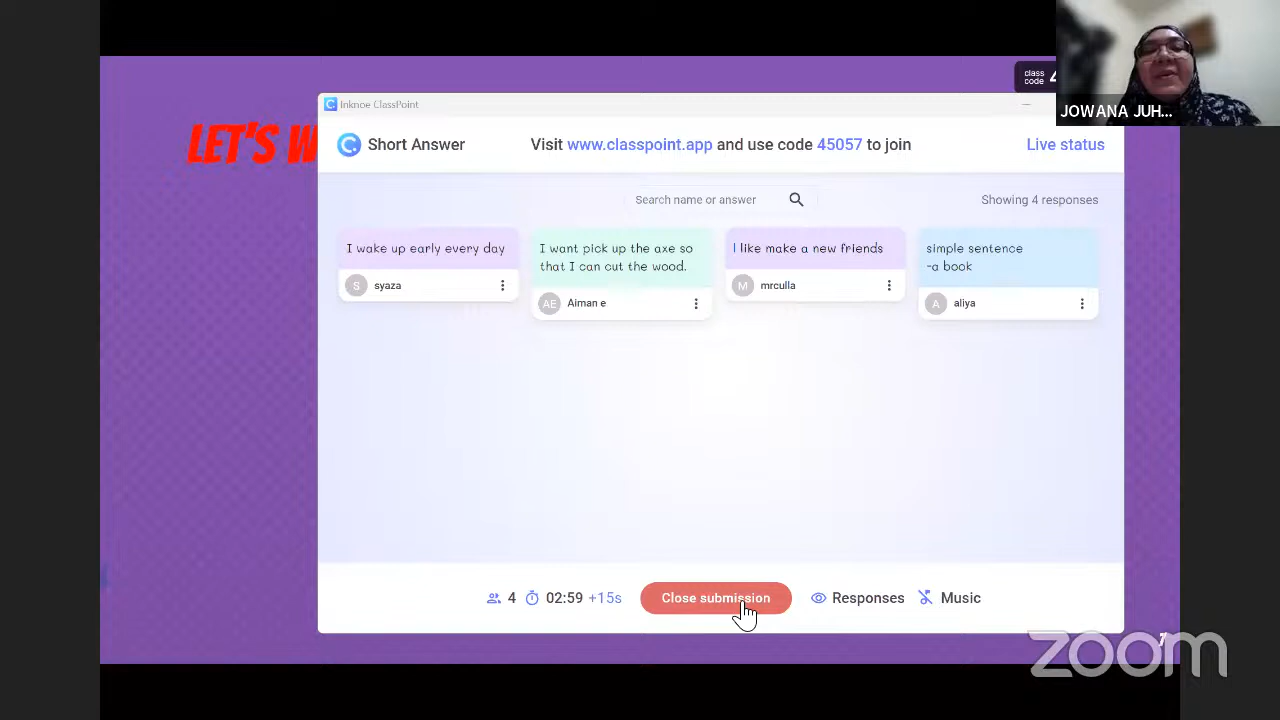 class
code 4
JOWANA JUH...
LET'S W
Inknoe ClassPoint
Short Answer
Visit www.classpoint.app and use code 45057 to join
Live status
Search name or answer
Showing 4 responses
I wake up early every day
S syaza
I want pick up the axe so
that I can cut the wood.
AE Aiman e
I like make a new friends
M mrculla
simple sentence
-a book
A aliya
4 02:59 +15s
Close submission
Responses
Music
zoom